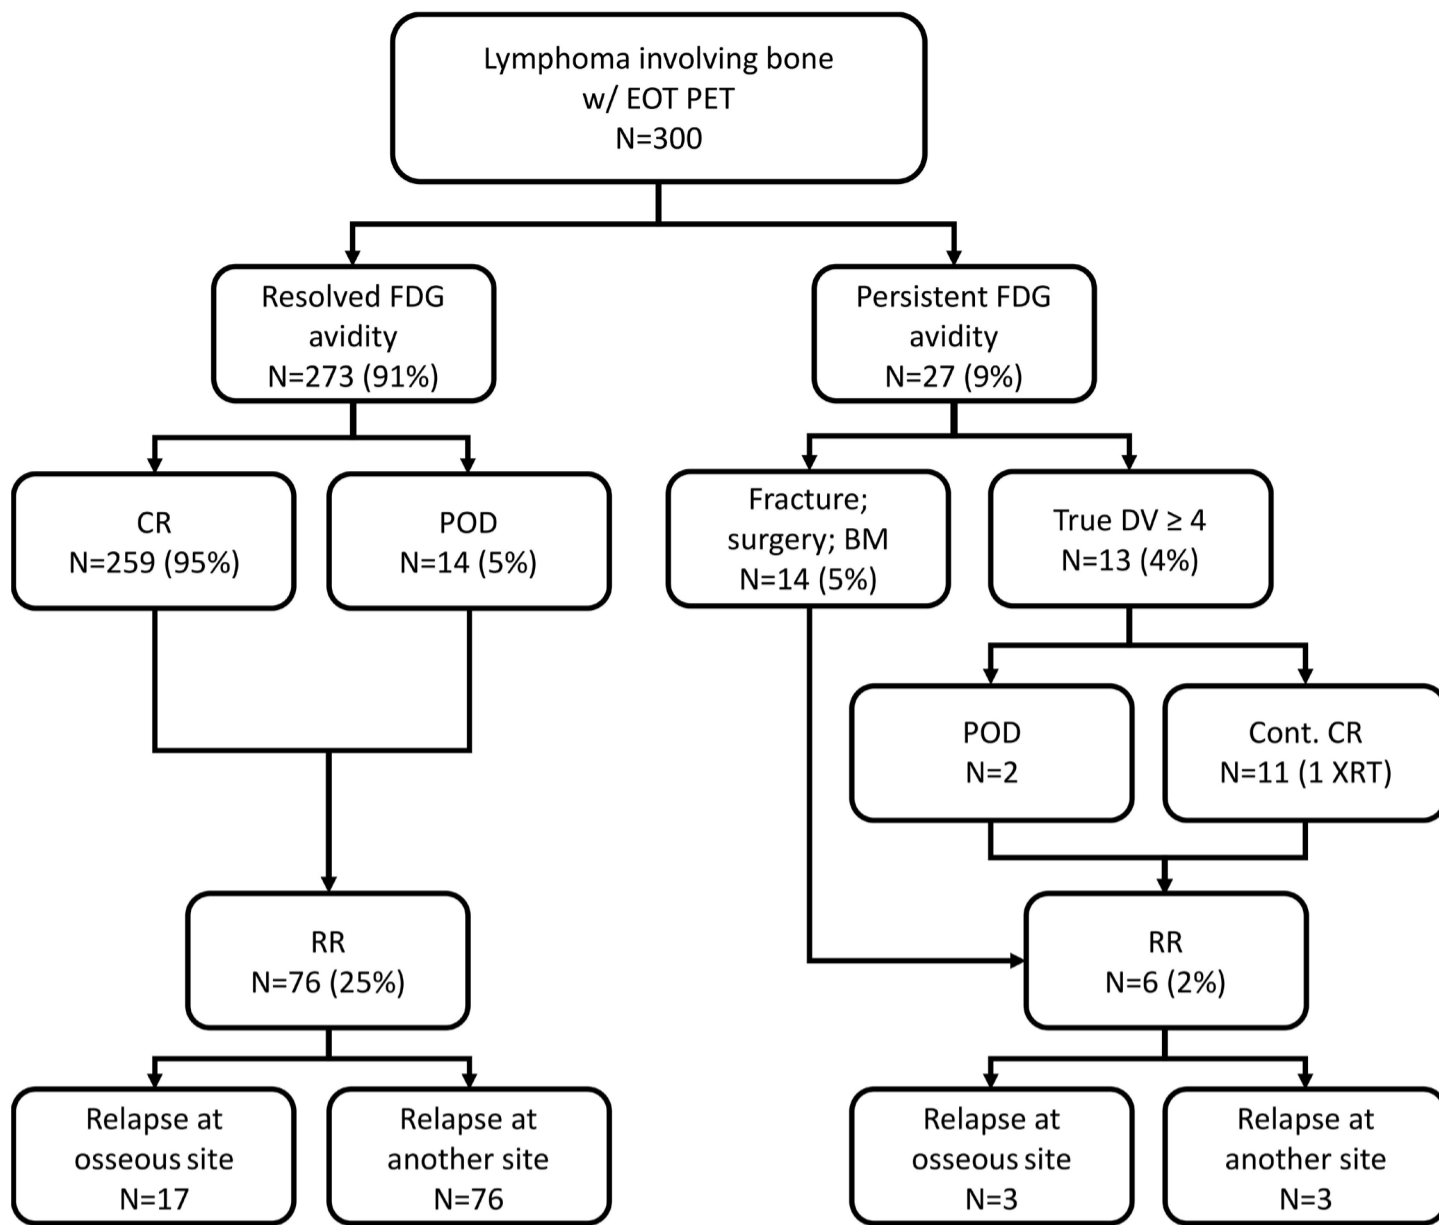 Lymphoma involving bone
w/ EOT PET
N=300
Resolved FDG
avidity
N=273 (91%)
Persistent FDG
avidity
N=27 (9%)
CR
N=259 (95%)
POD
N=14 (5%)
Fracture;
surgery; BM
N=14 (5%)
True DV ≥ 4
N=13 (4%)
POD
N=2
Cont. CR
N=11 (1 XRT)
RR
N=76 (25%)
RR
N=6 (2%)
Relapse at
osseous site
N=17
Relapse at
another site
N=76
Relapse at
osseous site
N=3
Relapse at
another site
N=3